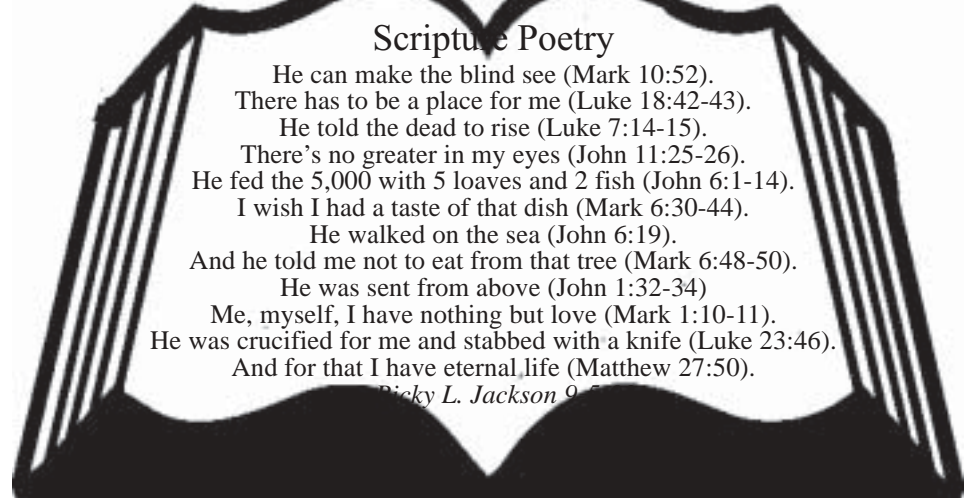 Scripture Poetry
He can make the blind see (Mark 10:52).
There has to be a place for me (Luke 18:42-43).
He told the dead to rise (Luke 7:14-15).
There’s no greater in my eyes (John 11:25-26).
He fed the 5,000 with 5 loaves and 2 fish (John 6:1-14).
I wish I had a taste of that dish (Mark 6:30-44).
He walked on the sea (John 6:19).
And he told me not to eat from that tree (Mark 6:48-50).
He was sent from above (John 1:32-34)
Me, myself, I have nothing but love (Mark 1:10-11).
He was crucified for me and stabbed with a knife (Luke 23:46).
And for that I have eternal life (Matthew 27:50).
Ricky L. Jackson